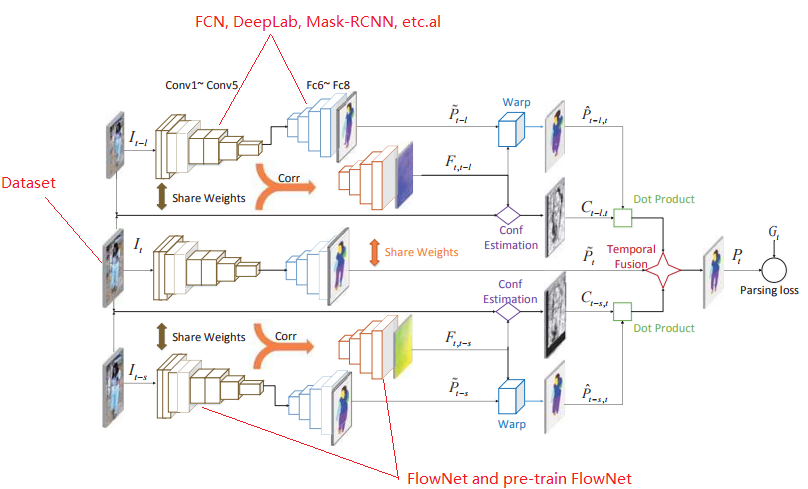 FCN, DeepLab, Mask-RCNN, etc.al
Conv1~ Conv5
Fc6~ Fc8
I_{t-l}
P̃_{t-l}
Warp
P̂_{t-l,t}
F_{t,t-l}
Corr
Dataset
Share Weights
Conf
Estimation
C_{t-l,t}
Dot Product
I_t
Share Weights
P̃_t
Temporal
Fusion
P_t
G_t
Parsing loss
Conf
Estimation
C_{t-s,t}
Share Weights
Corr
F_{t,t-s}
Dot Product
I_{t-s}
P̃_{t-s}
Warp
P̂_{t-s,t}
FlowNet and pre-train FlowNet